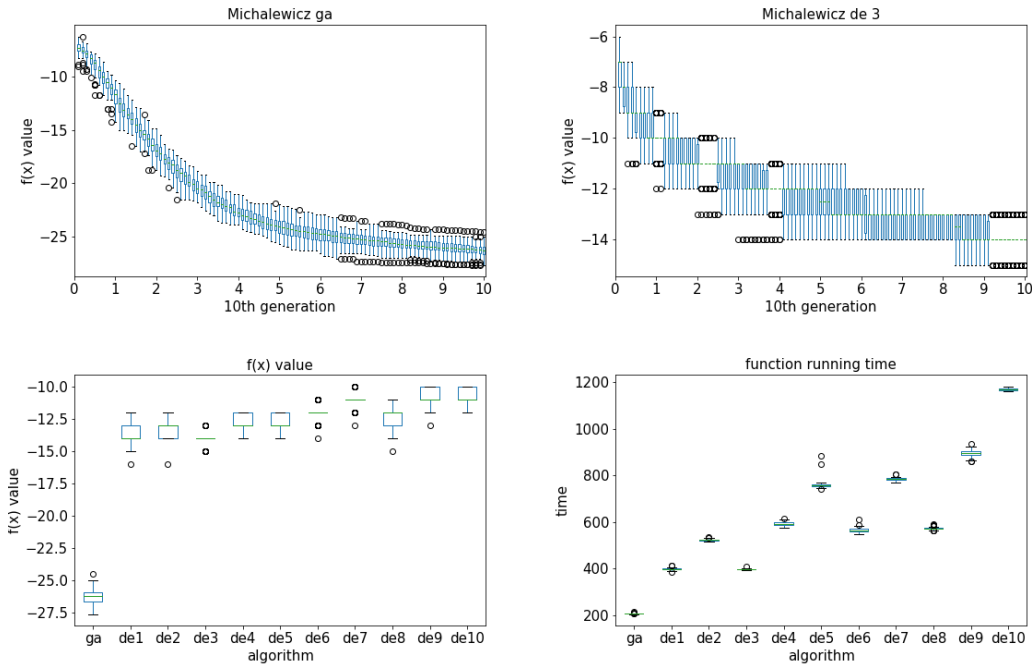 Michalewicz ga
f(x) value
−10
−15
−20
−25
0 1 2 3 4 5 6 7 8 9 10
10th generation
Michalewicz de 3
f(x) value
−6
−8
−10
−12
−14
0 1 2 3 4 5 6 7 8 9 10
10th generation
f(x) value
f(x) value
−10.0
−12.5
−15.0
−17.5
−20.0
−22.5
−25.0
−27.5
ga de1 de2 de3 de4 de5 de6 de7 de8 de9 de10
algorithm
function running time
time
1200
1000
800
600
400
200
ga de1 de2 de3 de4 de5 de6 de7 de8 de9 de10
algorithm